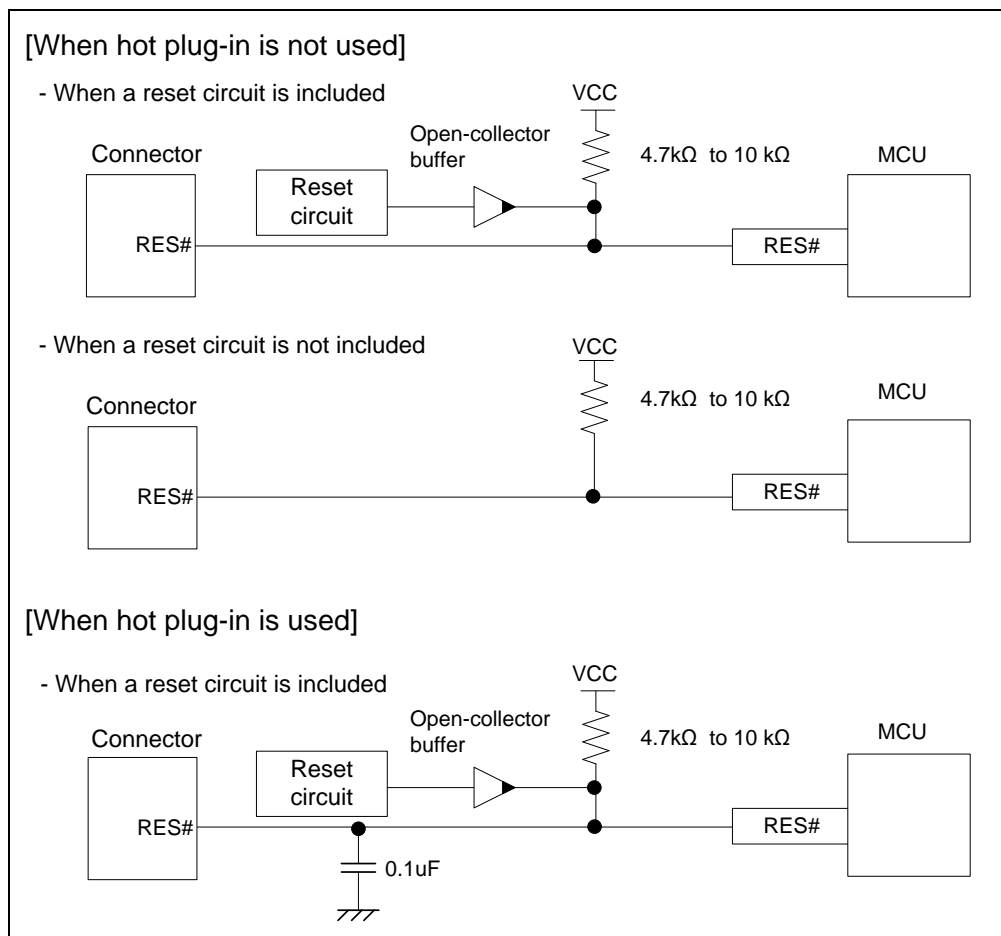 [When hot plug-in is not used]
- When a reset circuit is included
VCC
Open-collector
buffer
4.7kΩ to 10 kΩ
Connector
MCU
Reset
circuit
RES#
RES#
- When a reset circuit is not included
VCC
4.7kΩ to 10 kΩ
MCU
Connector
RES#
RES#
[When hot plug-in is used]
- When a reset circuit is included
VCC
Open-collector
buffer
4.7kΩ to 10 kΩ
Connector
MCU
Reset
circuit
RES#
RES#
0.1uF